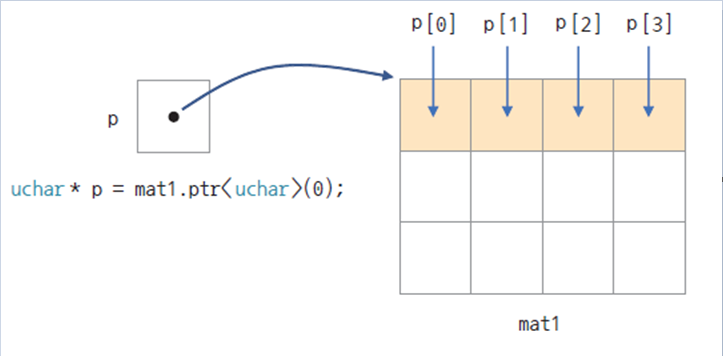 p[0] p[1] p[2] p[3]
p
uchar * p = mat1.ptr<uchar>(0);
mat1